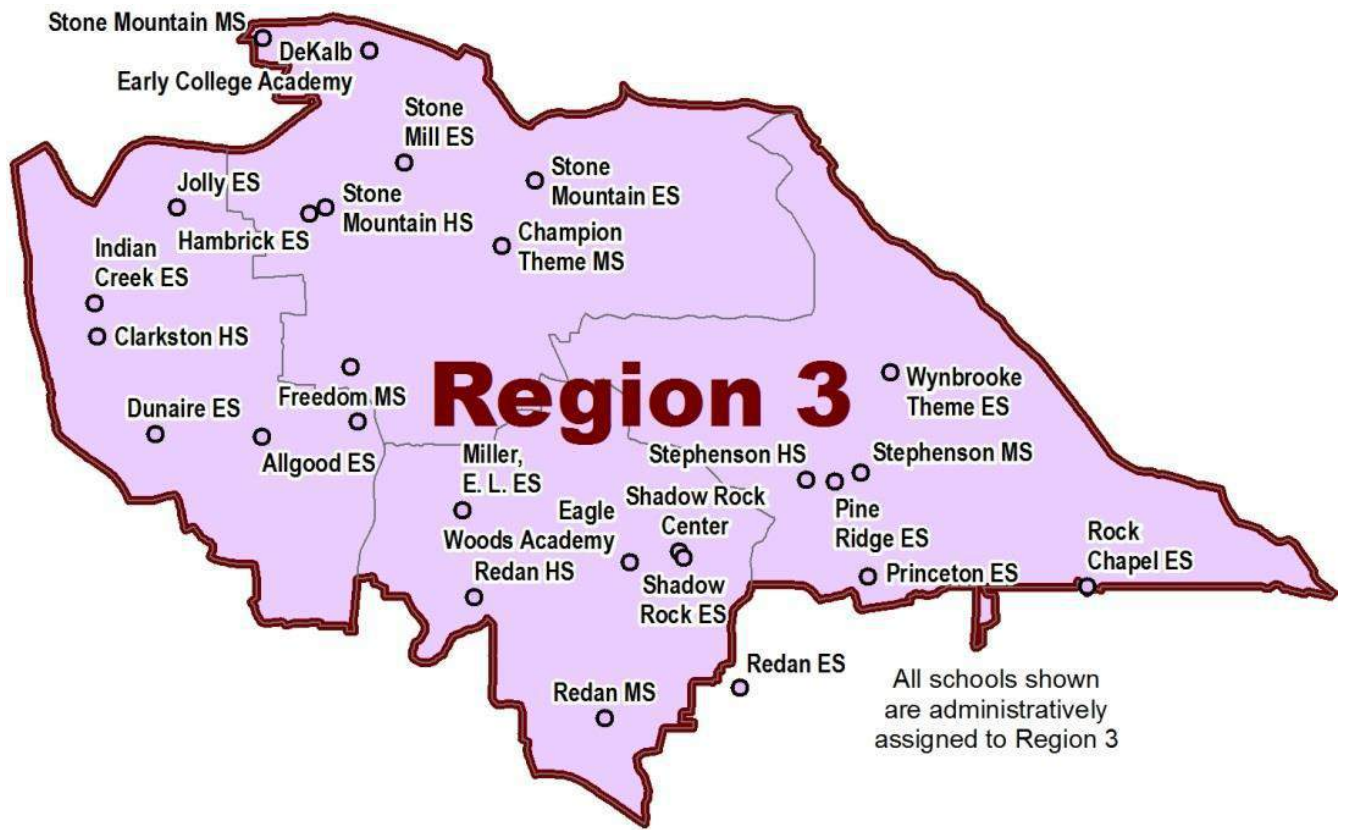 Stone Mountain MS
DeKalb
Early College Academy
Stone
Mill ES
Stone
Mountain ES
Jolly ES
Stone
Mountain HS
Hambrick ES
Champion
Theme MS
Indian
Creek ES
Clarkston HS
Region 3
Wynbrooke
Theme ES
Freedom MS
Dunaire ES
Allgood ES
Miller,
E. L. ES
Stephenson HS
Stephenson MS
Eagle
Woods Academy
Shadow Rock
Center
Pine
Ridge ES
Rock
Chapel ES
Redan HS
Shadow
Rock ES
Princeton ES
Redan ES
Redan MS
All schools shown
are administratively
assigned to Region 3